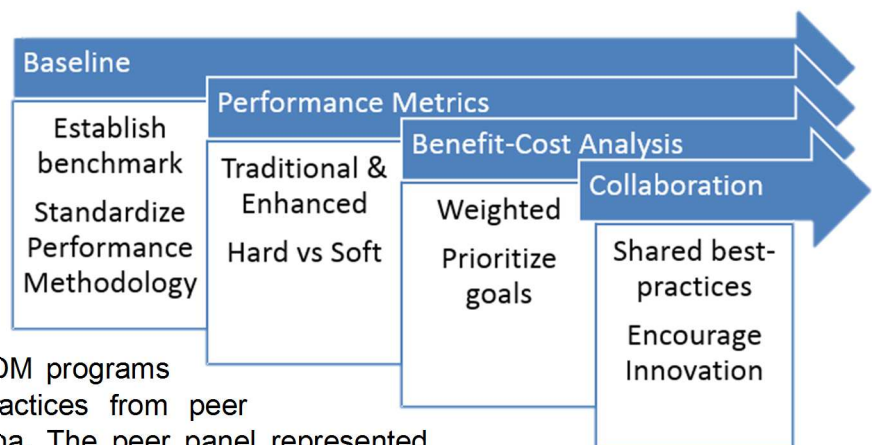 Baseline
Establish
benchmark
Standardize
Performance
Methodology
Performance Metrics
Traditional &
Enhanced
Hard vs Soft
Benefit-Cost Analysis
Weighted
Prioritize
goals
Collaboration
Shared best-
practices
Encourage
Innovation
programs
from peer
The peer panel represented